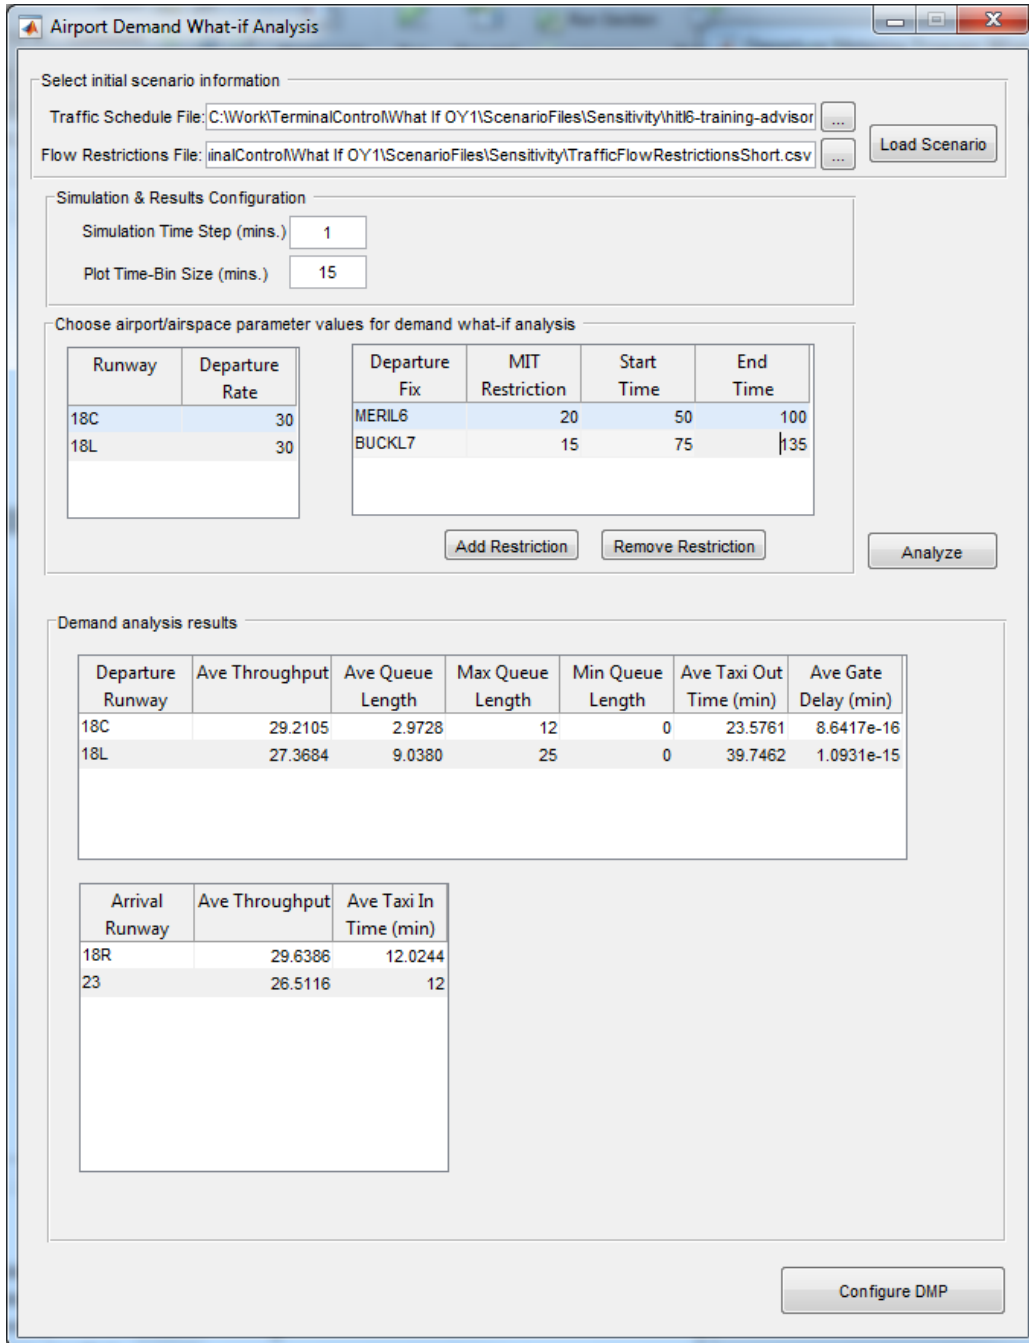 Airport Demand What-if Analysis
Select initial scenario information
Traffic Schedule File: C:\Work\TerminalControl\What If OY1\ScenarioFiles\Sensitivity\hitl6-training-advisor ...
Load Scenario
Flow Restrictions File: inalControl\What If OY1\ScenarioFiles\Sensitivity\TrafficFlowRestrictionsShort.csv ...
Simulation & Results Configuration
Simulation Time Step (mins.) 1
Plot Time-Bin Size (mins.) 15
Choose airport/airspace parameter values for demand what-if analysis
Runway Departure Rate
18C 30
18L 30
Departure Fix MIT Restriction Start Time End Time
MERIL6 20 50 100
BUCKL7 15 75 135
Add Restriction Remove Restriction
Analyze
Demand analysis results
Departure Runway Ave Throughput Ave Queue Length Max Queue Length Min Queue Length Ave Taxi Out Time (min) Ave Gate Delay (min)
18C 29.2105 2.9728 12 0 23.5761 8.6417e-16
18L 27.3684 9.0380 25 0 39.7462 1.0931e-15
Arrival Runway Ave Throughput Ave Taxi In Time (min)
18R 29.6386 12.0244
23 26.5116 12
Configure DMP